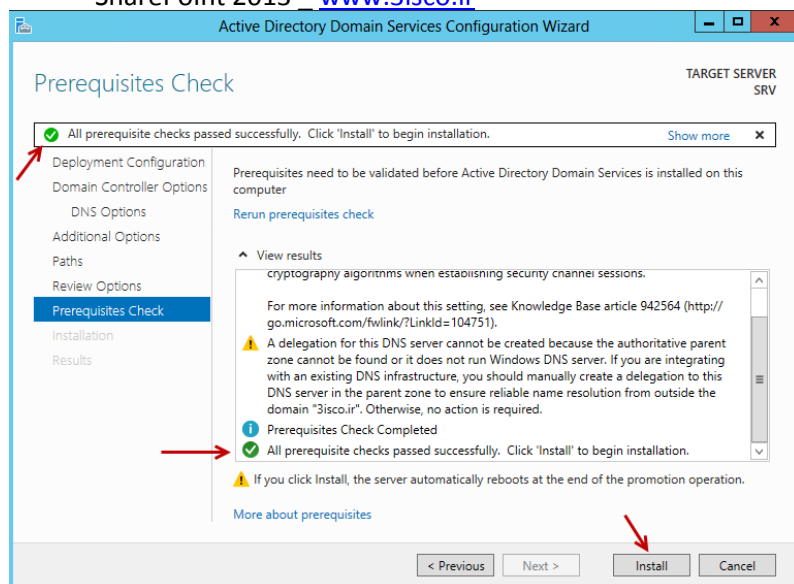 SharePoint 2013 _ www.3isco.ir
Active Directory Domain Services Configuration Wizard
Prerequisites Check
TARGET SERVER
SRV
All prerequisite checks passed successfully. Click 'Install' to begin installation.
Show more
Deployment Configuration
Domain Controller Options
DNS Options
Additional Options
Paths
Review Options
Prerequisites Check
Installation
Results
Prerequisites need to be validated before Active Directory Domain Services is installed on this
computer
Rerun prerequisites check
View results
cryptography algorithms when establishing security channel sessions.
For more information about this setting, see Knowledge Base article 942564 (http://
go.microsoft.com/fwlink/?LinkId=104751).
A delegation for this DNS server cannot be created because the authoritative parent
zone cannot be found or it does not run Windows DNS server. If you are integrating
with an existing DNS infrastructure, you should manually create a delegation to this
DNS server in the parent zone to ensure reliable name resolution from outside the
domain "3isco.ir". Otherwise, no action is required.
Prerequisites Check Completed
All prerequisite checks passed successfully. Click 'Install' to begin installation.
If you click Install, the server automatically reboots at the end of the promotion operation.
More about prerequisites
< Previous
Next >
Install
Cancel